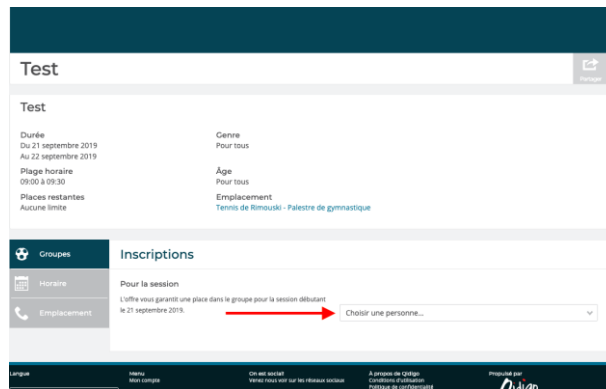 Test
Partager
Test
Durée
Du 21 septembre 2019
Au 22 septembre 2019
Genre
Pour tous
Plage horaire
09:00 à 09:30
Âge
Pour tous
Places restantes
Aucune limite
Emplacement
Tennis de Rimouski - Palestre de gymnastique
Groupes
Horaire
Emplacement
Inscriptions
Pour la session
L'offre vous garantit une place dans le groupe pour la session débutant
le 21 septembre 2019.
Choisir une personne...
Langue
Menu
Mon compte
On est social!
Venez nous voir sur les réseaux sociaux
À propos de Qidigo
Conditions d'utilisation
Politique de confidentialité
Propulsé par
Qidigo